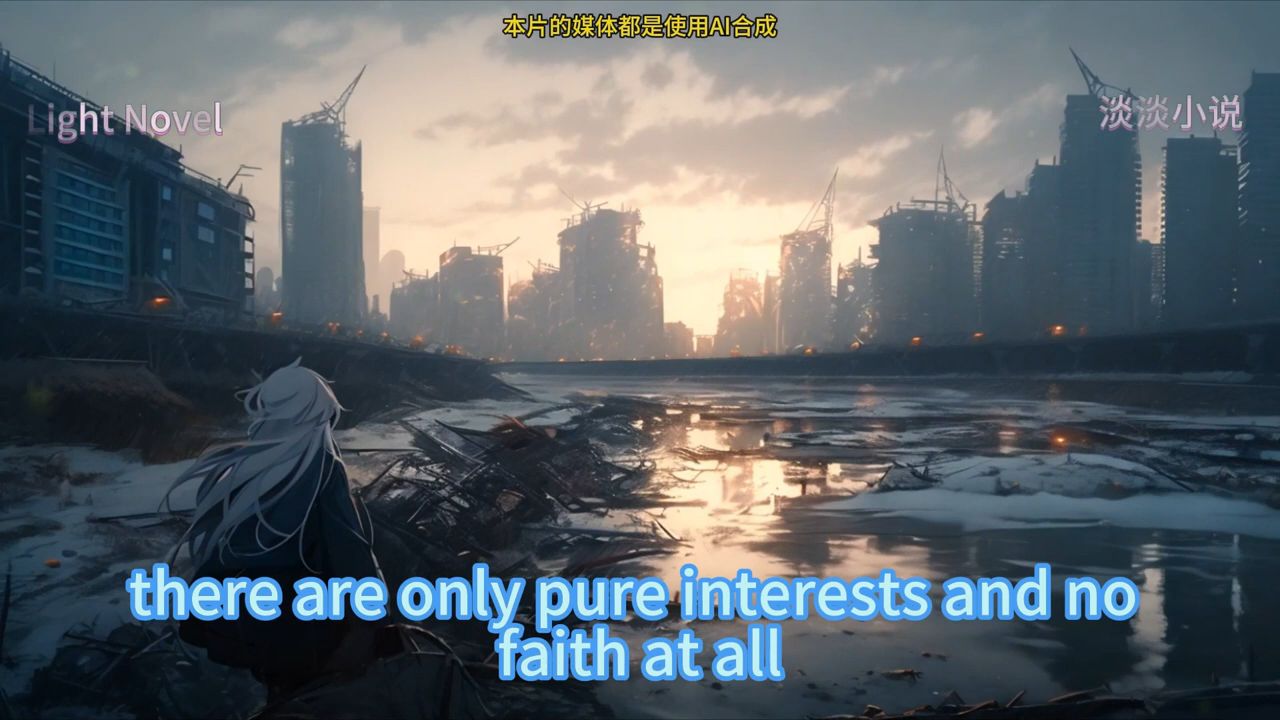 本片的媒体都是使用AI合成
Light Novel
淡淡小说
there are only pure interests and no
faith at all